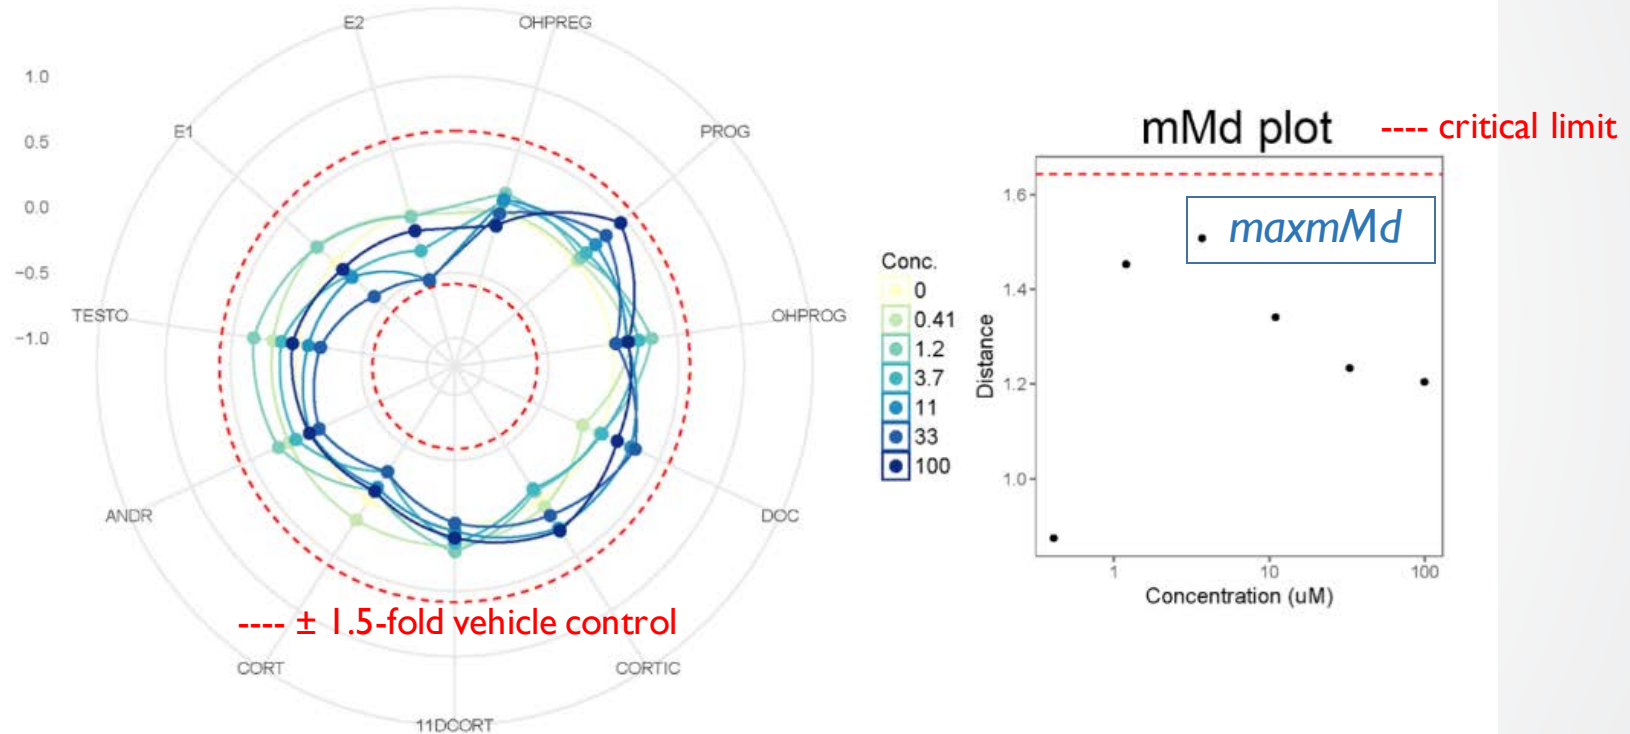 E2
OHPREG
1.0
0.5
0.0
−0.5
−1.0
E1
PROG
TESTO
OHPROG
ANDR
DOC
CORT
CORTIC
11DCORT
---- ± 1.5-fold vehicle control
Conc.
0
0.41
1.2
3.7
11
33
100
mMd plot
---- critical limit
maxmMd
Distance
1.6
1.4
1.2
1.0
1
10
100
Concentration (uM)